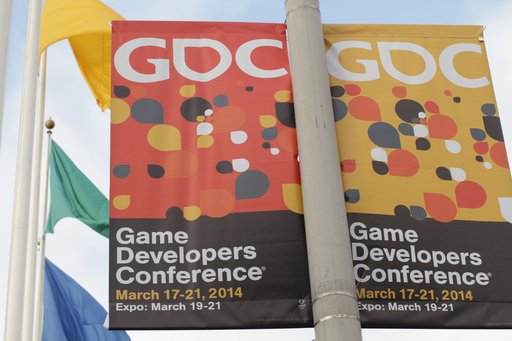 GDC
Game
Developers
Conference®
March 17-21, 2014
Expo: March 19-21
GDC
Game
Developers
Conference®
March 17-21, 2014
Expo: March 19-21